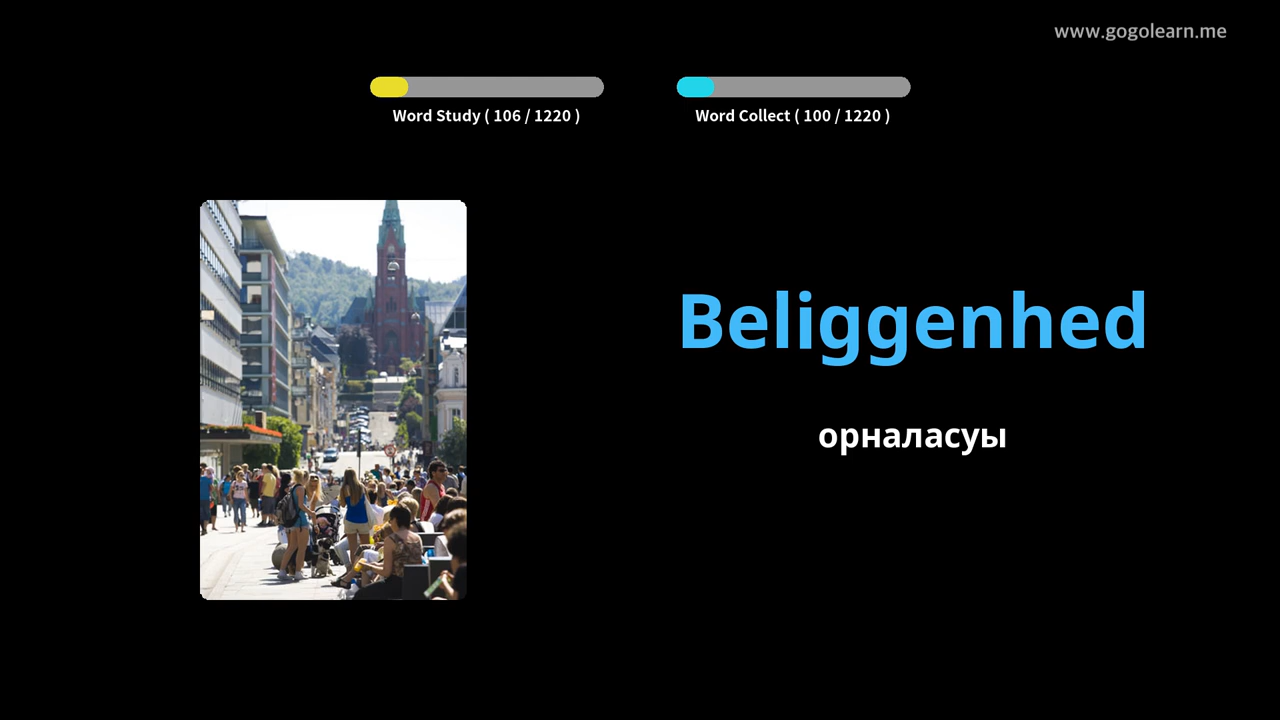 www.gogolearn.me
Word Study ( 106 / 1220 )
Word Collect ( 100 / 1220 )
Beliggenhed
орналасуы